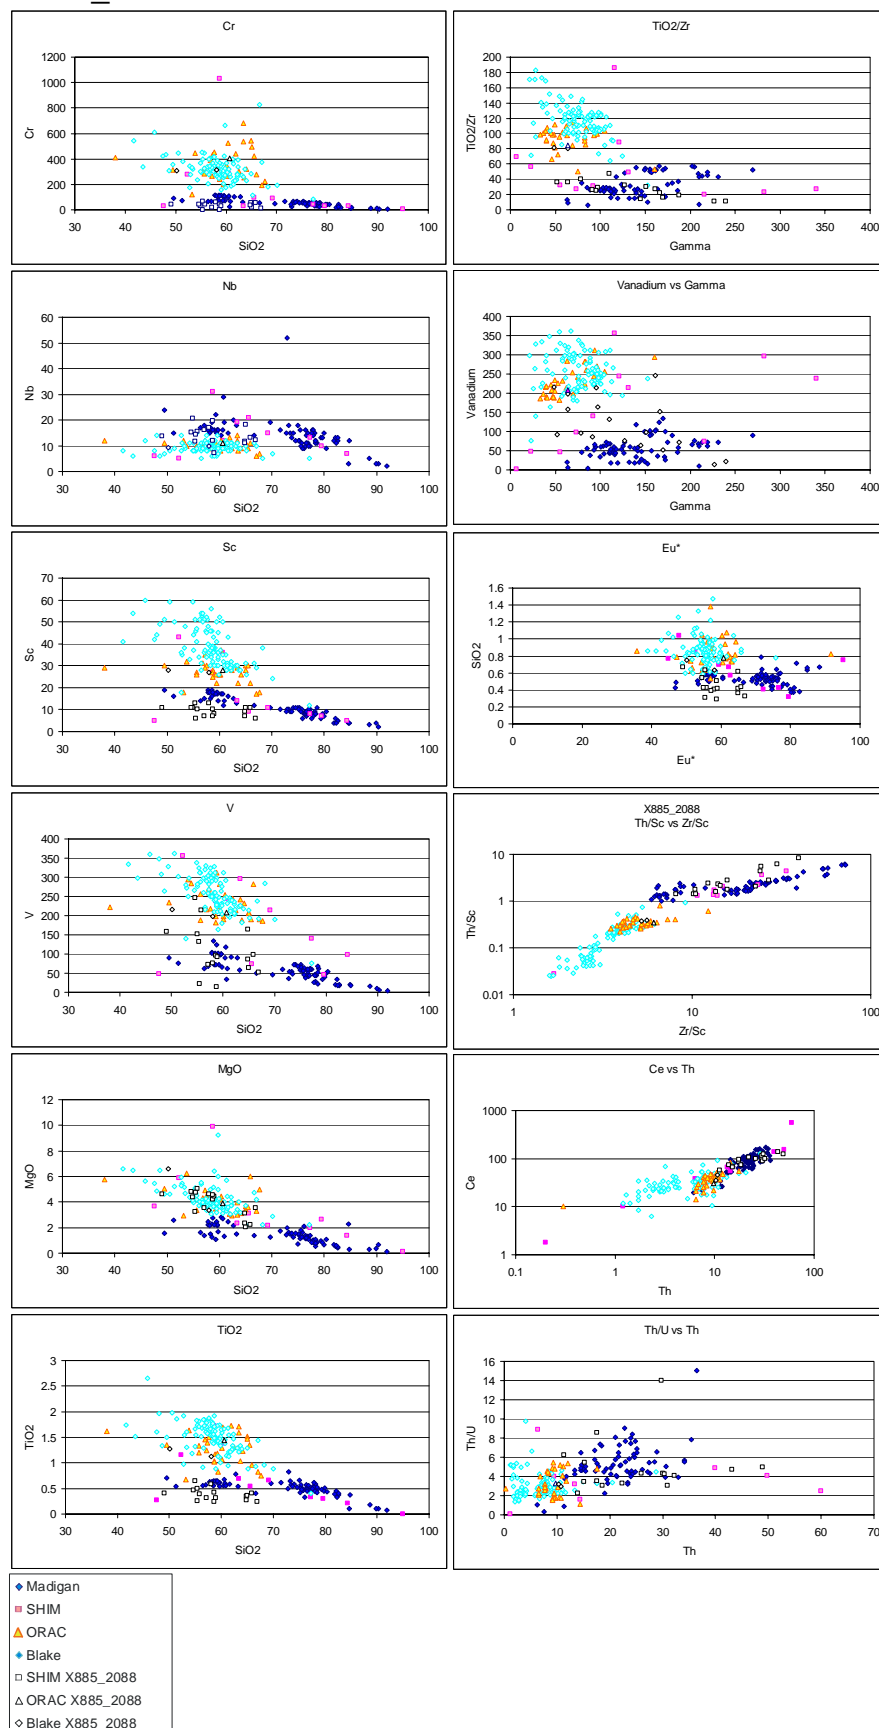 Cr
1200
1000
800
600
400
200
0
30 40 50 60 70 80 90 100
Cr
SiO2
TiO2/Zr
200
180
160
140
120
100
80
60
40
20
0
0 50 100 150 200 250 300 350 400
TiO2/Zr
Gamma
Nb
60
50
40
30
20
10
0
30 40 50 60 70 80 90 100
Nb
SiO2
Vanadium vs Gamma
400
350
300
250
200
150
100
50
0
0 50 100 150 200 250 300 350 400
Vanadium
Gamma
Sc
70
60
50
40
30
20
10
0
30 40 50 60 70 80 90 100
Sc
SiO2
Eu*
1.6
1.4
1.2
1
0.8
0.6
0.4
0.2
0
0 20 40 60 80 100
SiO2
Eu*
V
400
350
300
250
200
150
100
50
0
30 40 50 60 70 80 90 100
V
SiO2
X885_2088
Th/Sc vs Zr/Sc
10
1
0.1
0.01
1 10 100
Th/Sc
Zr/Sc
MgO
12
10
8
6
4
2
0
30 40 50 60 70 80 90 100
MgO
SiO2
Ce vs Th
1000
100
10
1
0.1 1 10 100
Ce
Th
TiO2
3
2.5
2
1.5
1
0.5
0
30 40 50 60 70 80 90 100
TiO2
SiO2
Th/U vs Th
16
14
12
10
8
6
4
2
0
0 10 20 30 40 50 60 70
Th/U
Th
Madigan
SHIM
ORAC
Blake
SHIM X885_2088
ORAC X885_2088
Blake X885_2088